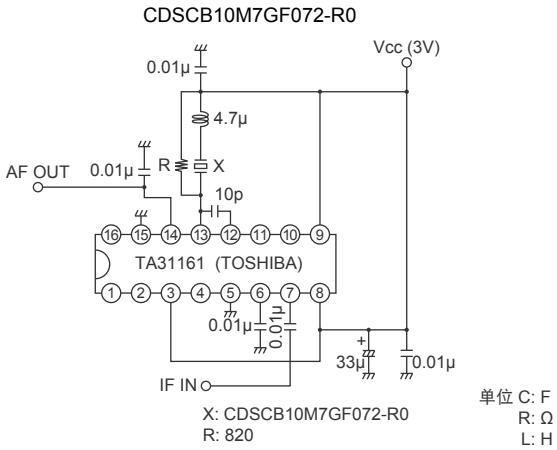 CDSCB10M7GF072-R0
Vcc (3V)
0.01μ
4.7μ
R
X
AF OUT
0.01μ
10p
16 15 14 13 12 11 10 9
TA31161 (TOSHIBA)
1 2 3 4 5 6 7 8
0.01μ
0.01μ
+
33μ
0.01μ
IF IN
X: CDSCB10M7GF072-R0
R: 820
单位 C: F
R: Ω
L: H